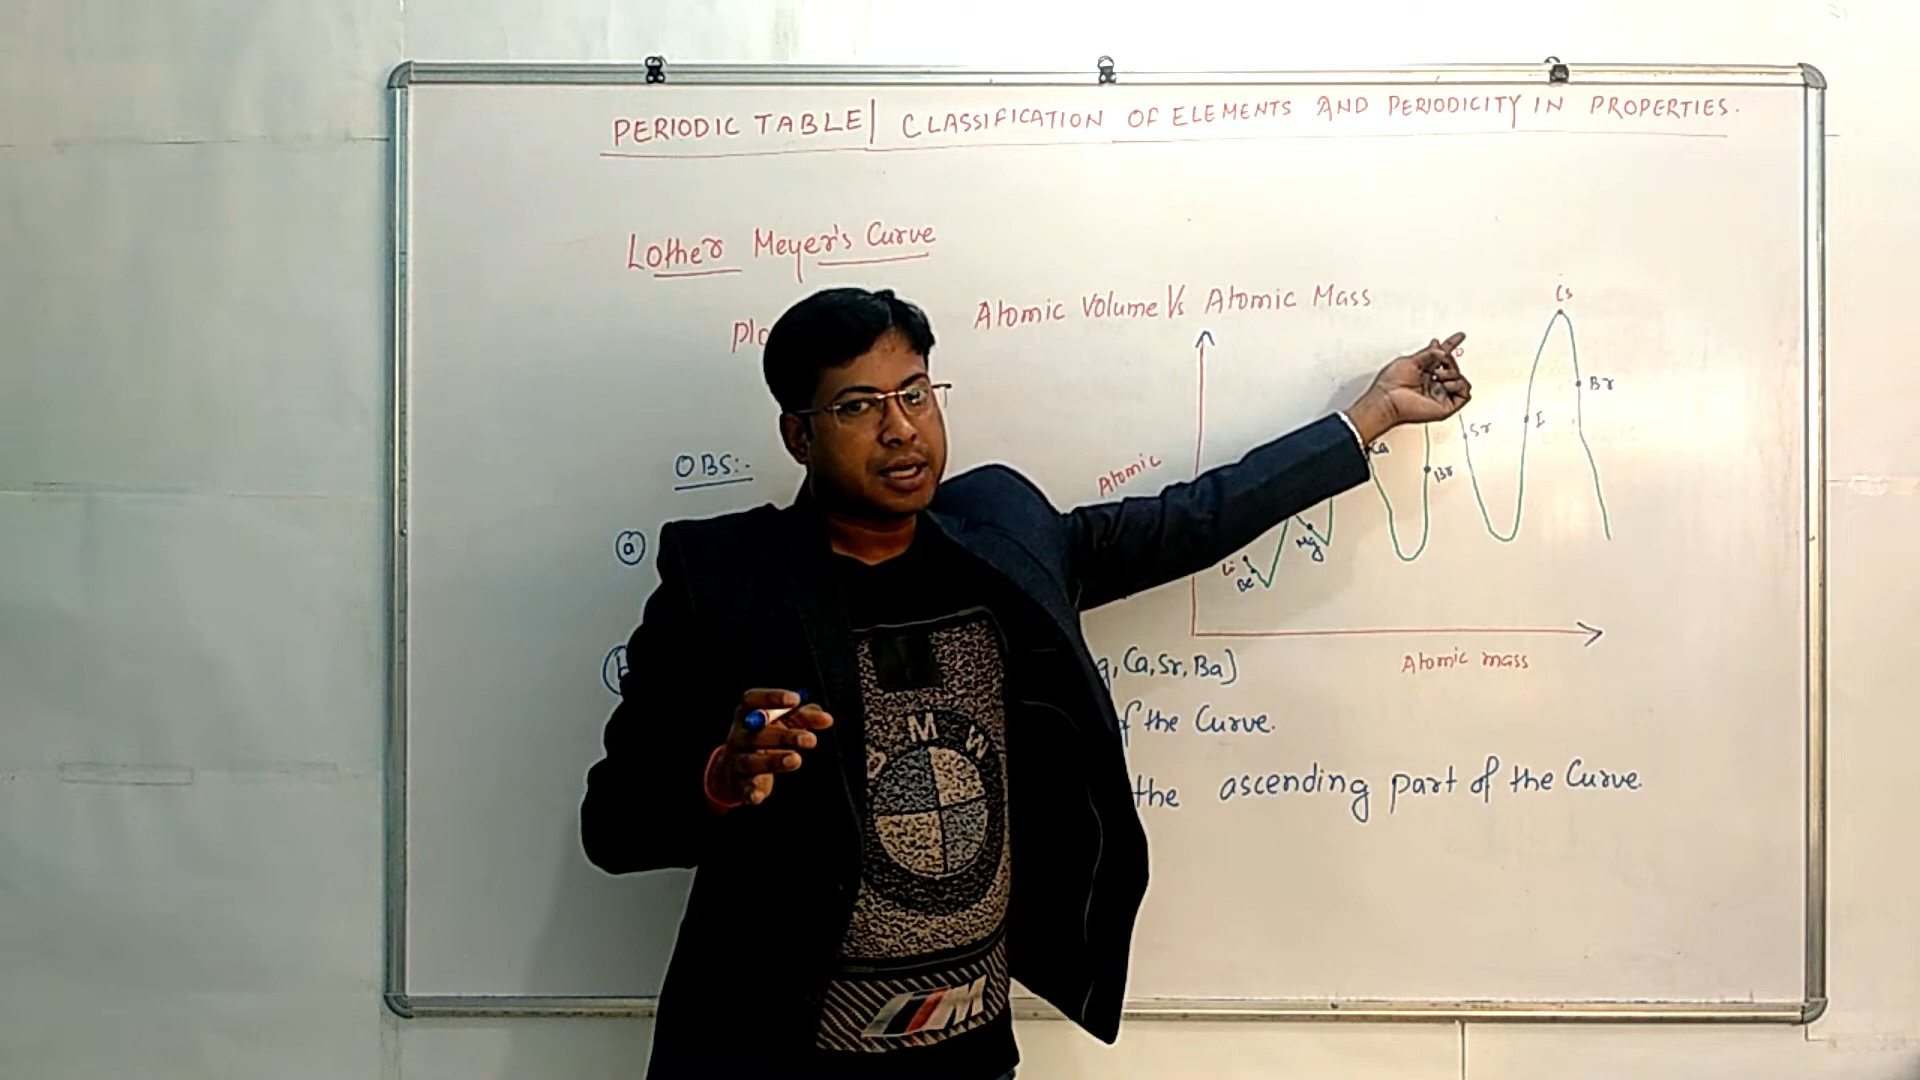 PERIODIC TABLE| CLASSIFICATION OF ELEMENTS AND PERIODICITY IN PROPERTIES.
Lother Meyer's Curve
Atomic Volume Vs Atomic Mass
Cs
Br
Sr
I
Ca
Br
Atomic
OBS:-
Mg
(a)
Li
Be
Ca, Sr, Ba]
Atomic mass
of the Curve.
the ascending part of the Curve.
M W
M